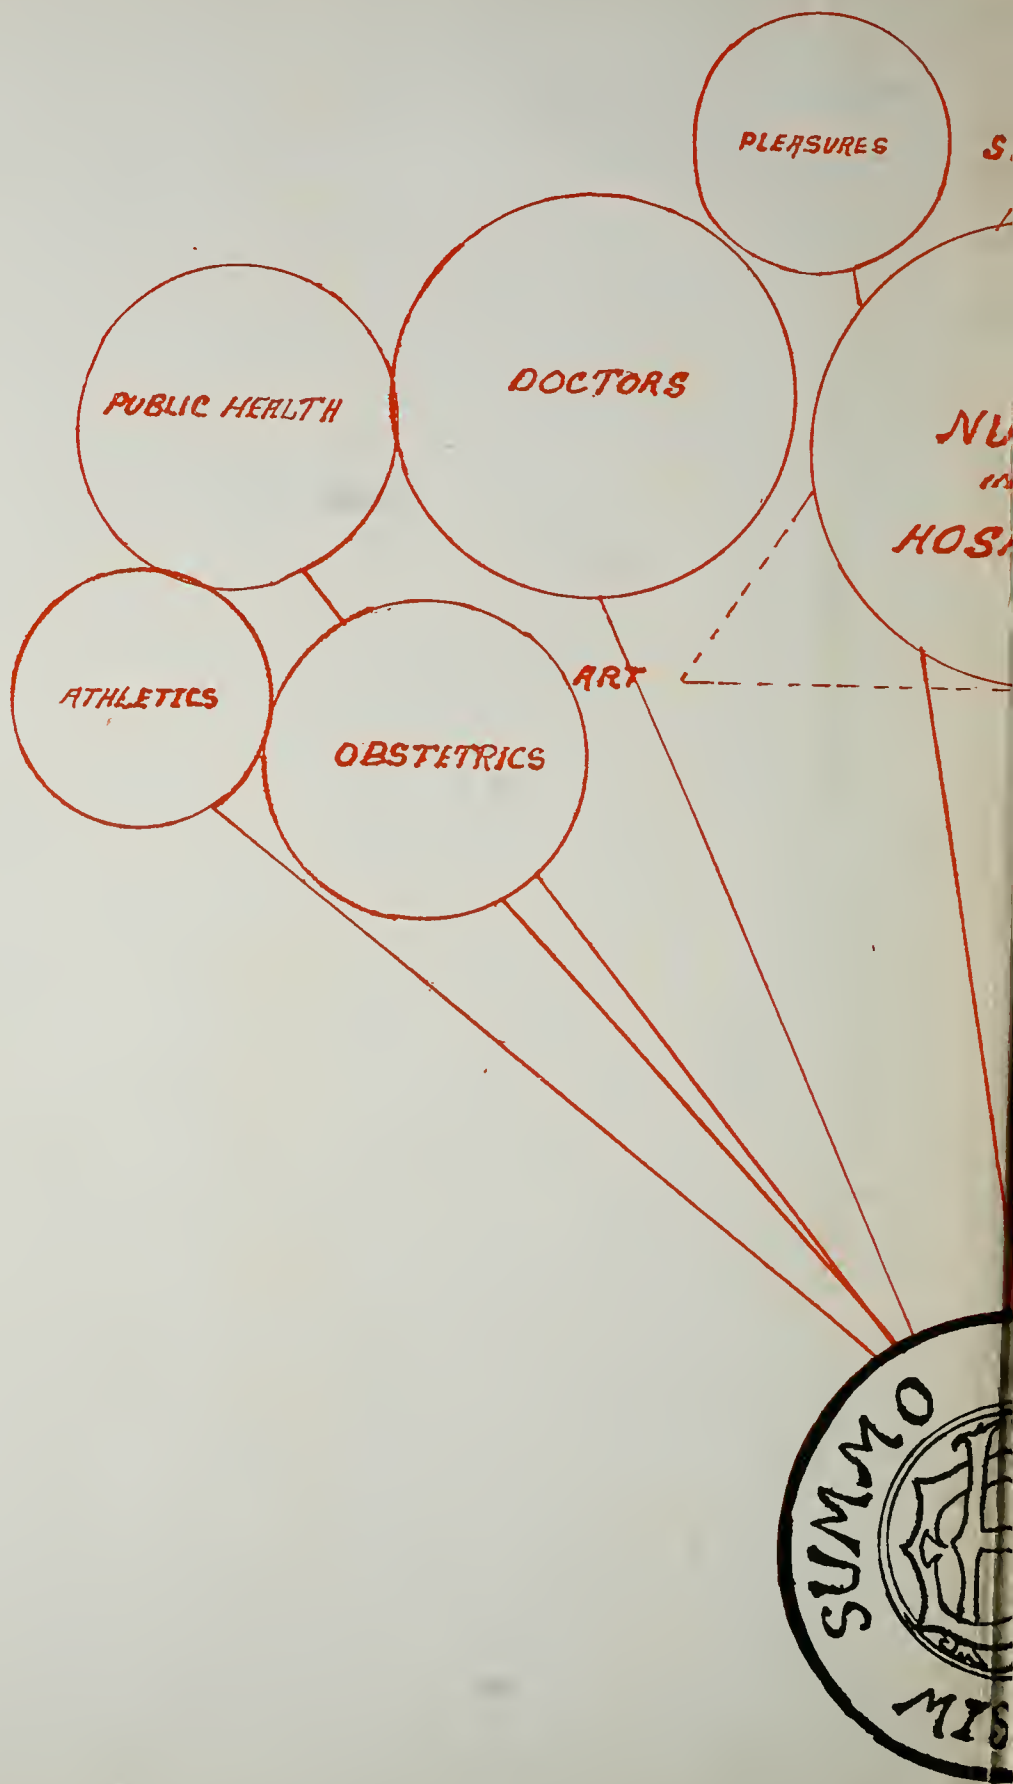 PLEASURES
DOCTORS
PUBLIC HEALTH
ART
ATHLETICS
OBSTETRICS
SUMMO